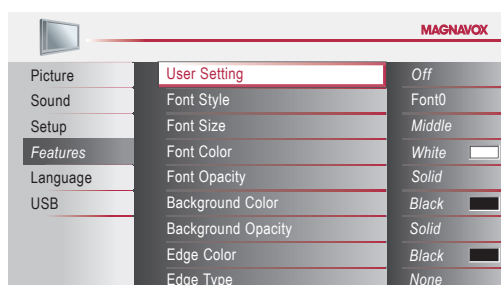 MAGNAVOX
Picture
Sound
Setup
Features
Language
USB
User Setting Off
Font Style Font0
Font Size Middle
Font Color White
Font Opacity Solid
Background Color Black
Background Opacity Solid
Edge Color Black
Edge Type None